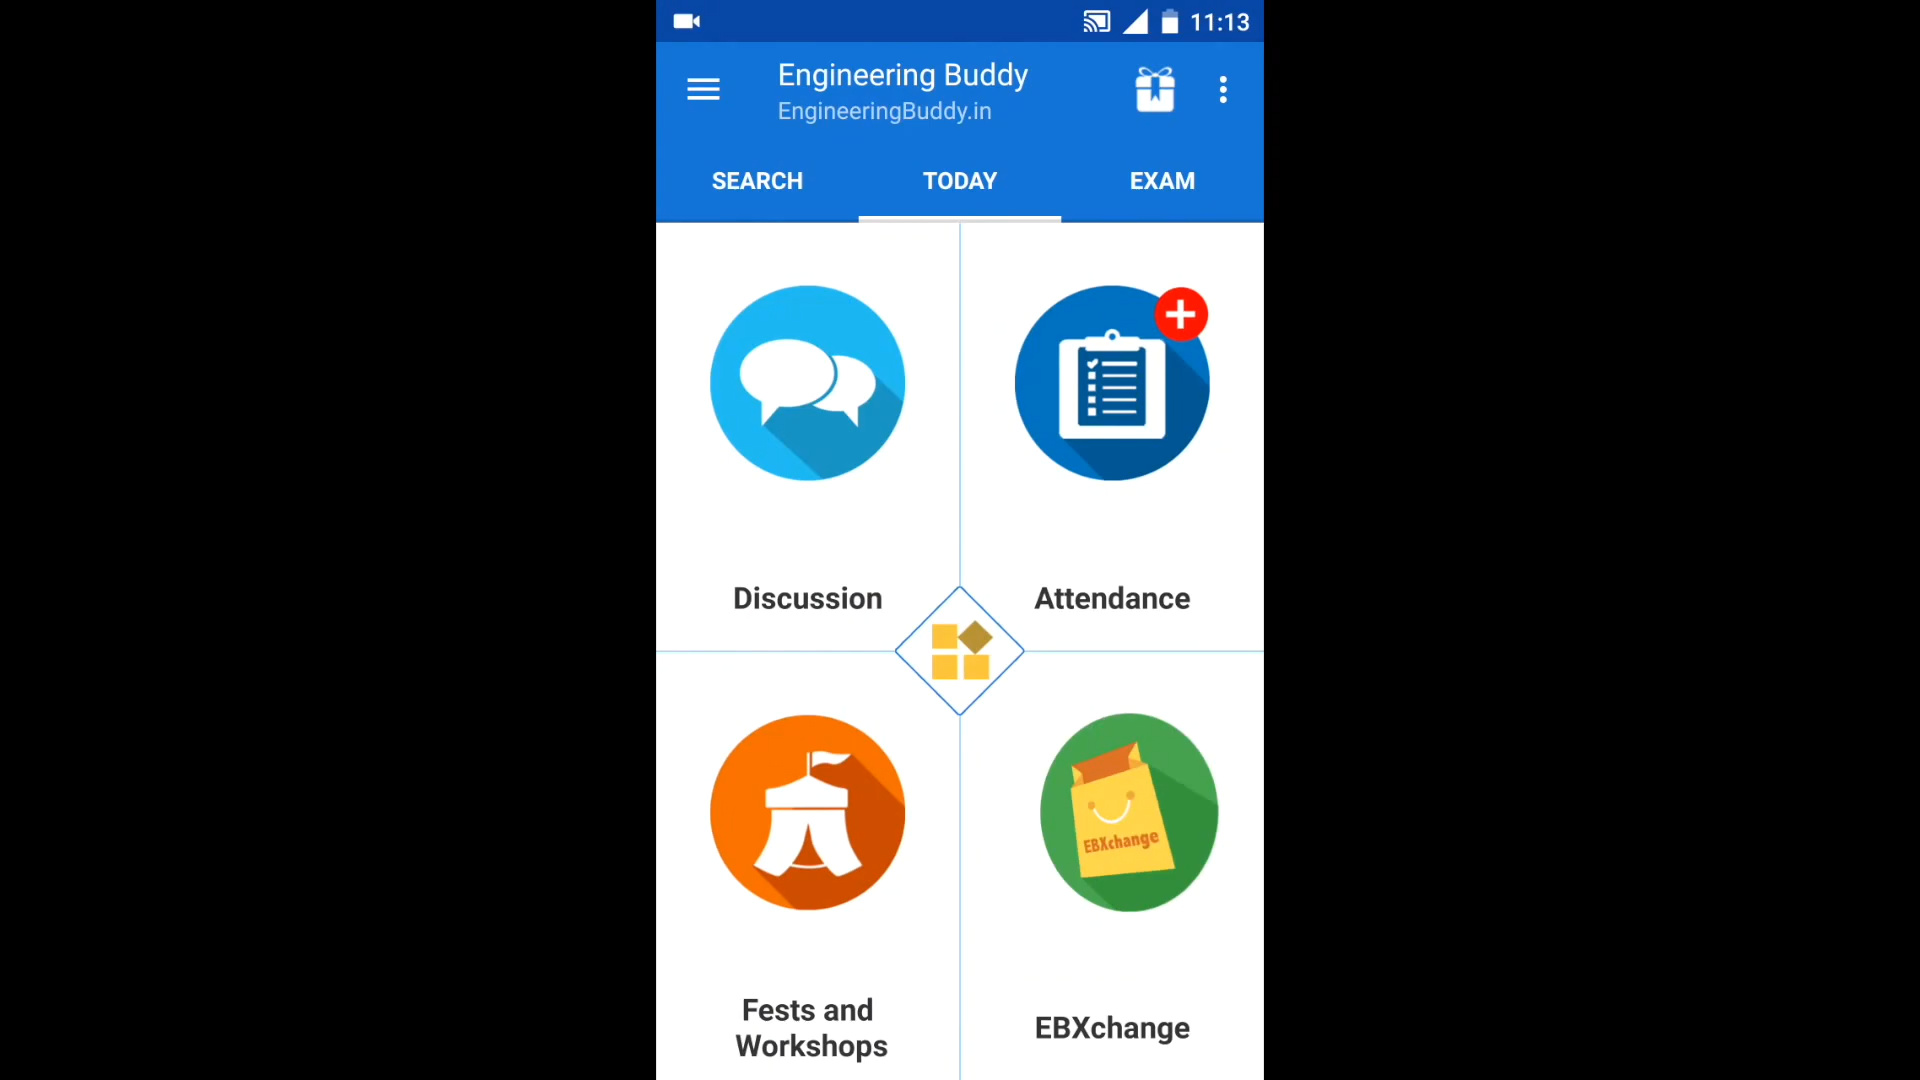 11:13
Engineering Buddy
EngineeringBuddy.in
SEARCH TODAY EXAM
Discussion Attendance
EBXchange
Fests and
Workshops
EBXchange